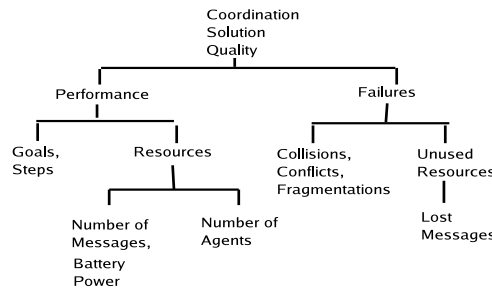 Coordination
Solution
Quality
Performance
Failures
Goals,
Steps
Resources
Collisions,
Conflicts,
Fragmentations
Unused
Resources
Number of
Messages,
Battery
Power
Number of
Agents
Lost
Messages